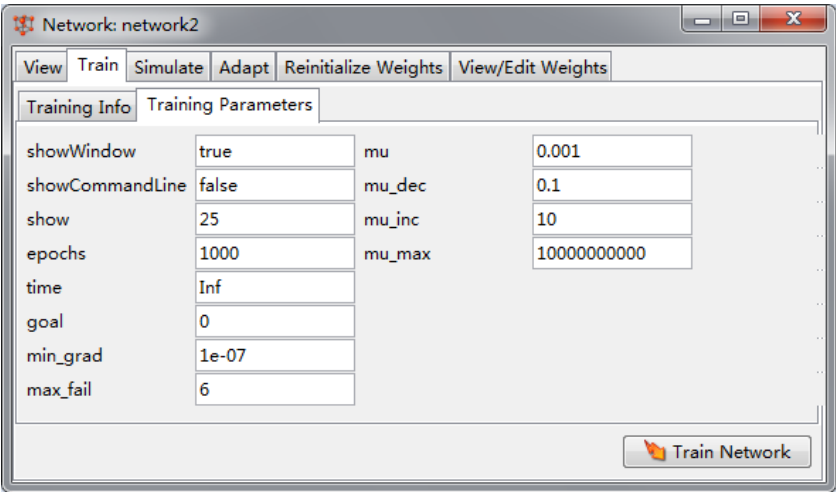 Network: network2
View Train Simulate Adapt Reinitialize Weights View/Edit Weights
Training Info Training Parameters
showWindow true mu 0.001
showCommandLine false mu_dec 0.1
show 25 mu_inc 10
epochs 1000 mu_max 10000000000
time Inf
goal 0
min_grad 1e-07
max_fail 6
Train Network